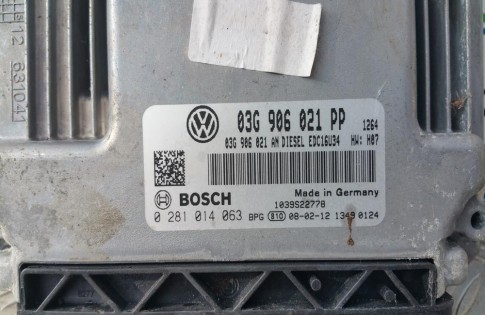 03G 906 021 PP 1264
03G 906 021 AN DIESEL EDC16U34 HW: H07
BOSCH
Made in Germany
1039S22778
0 281 014 063 BPG 810 08-02-12 1349 0124
12 631041